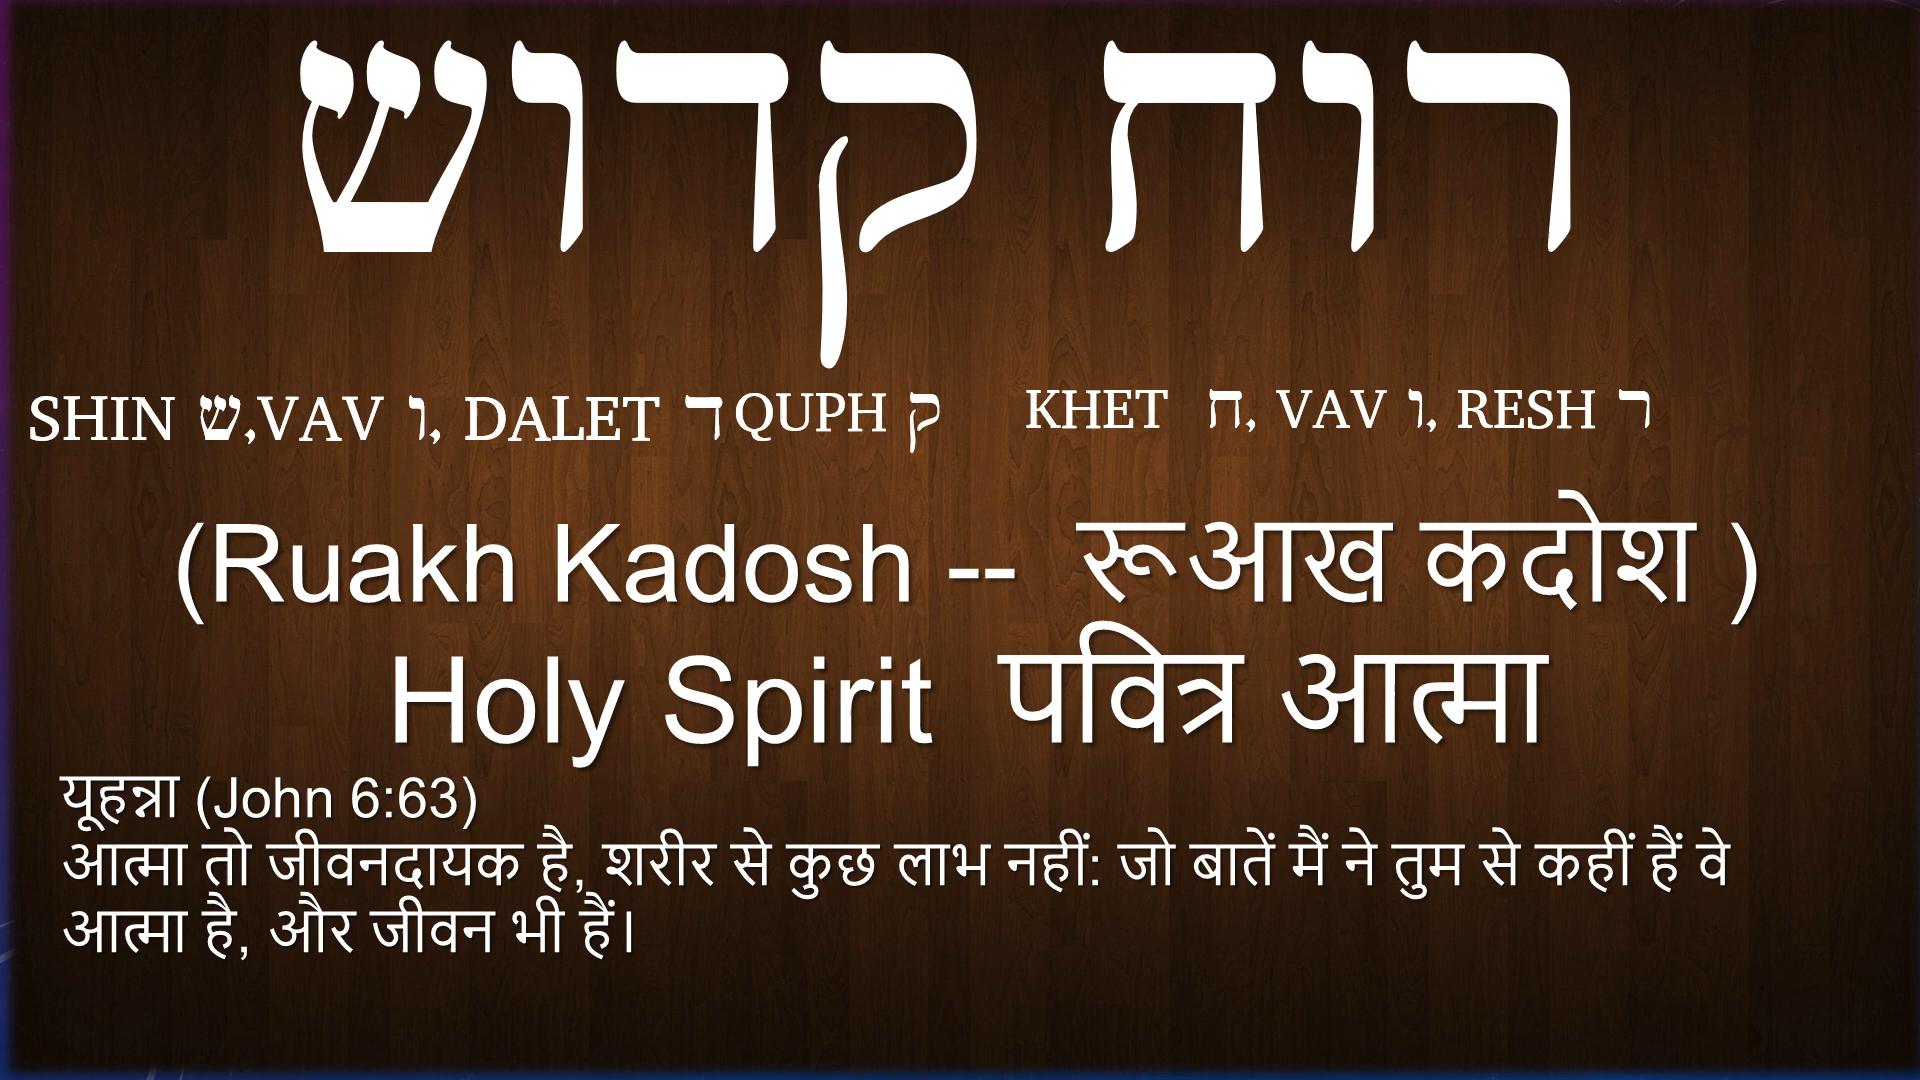 רוח קדוש
SHIN ש,VAV ו, DALET ד QUPH ק KHET ח, VAV ו, RESH ר
(Ruakh Kadosh -- रूआख कदोश )
Holy Spirit पवित्र आत्मा
यूहन्ना (John 6:63)
आत्मा तो जीवनदायक है, शरीर से कुछ लाभ नहीं: जो बातें मैं ने तुम से कहीं हैं वे
आत्मा है, और जीवन भी हैं।